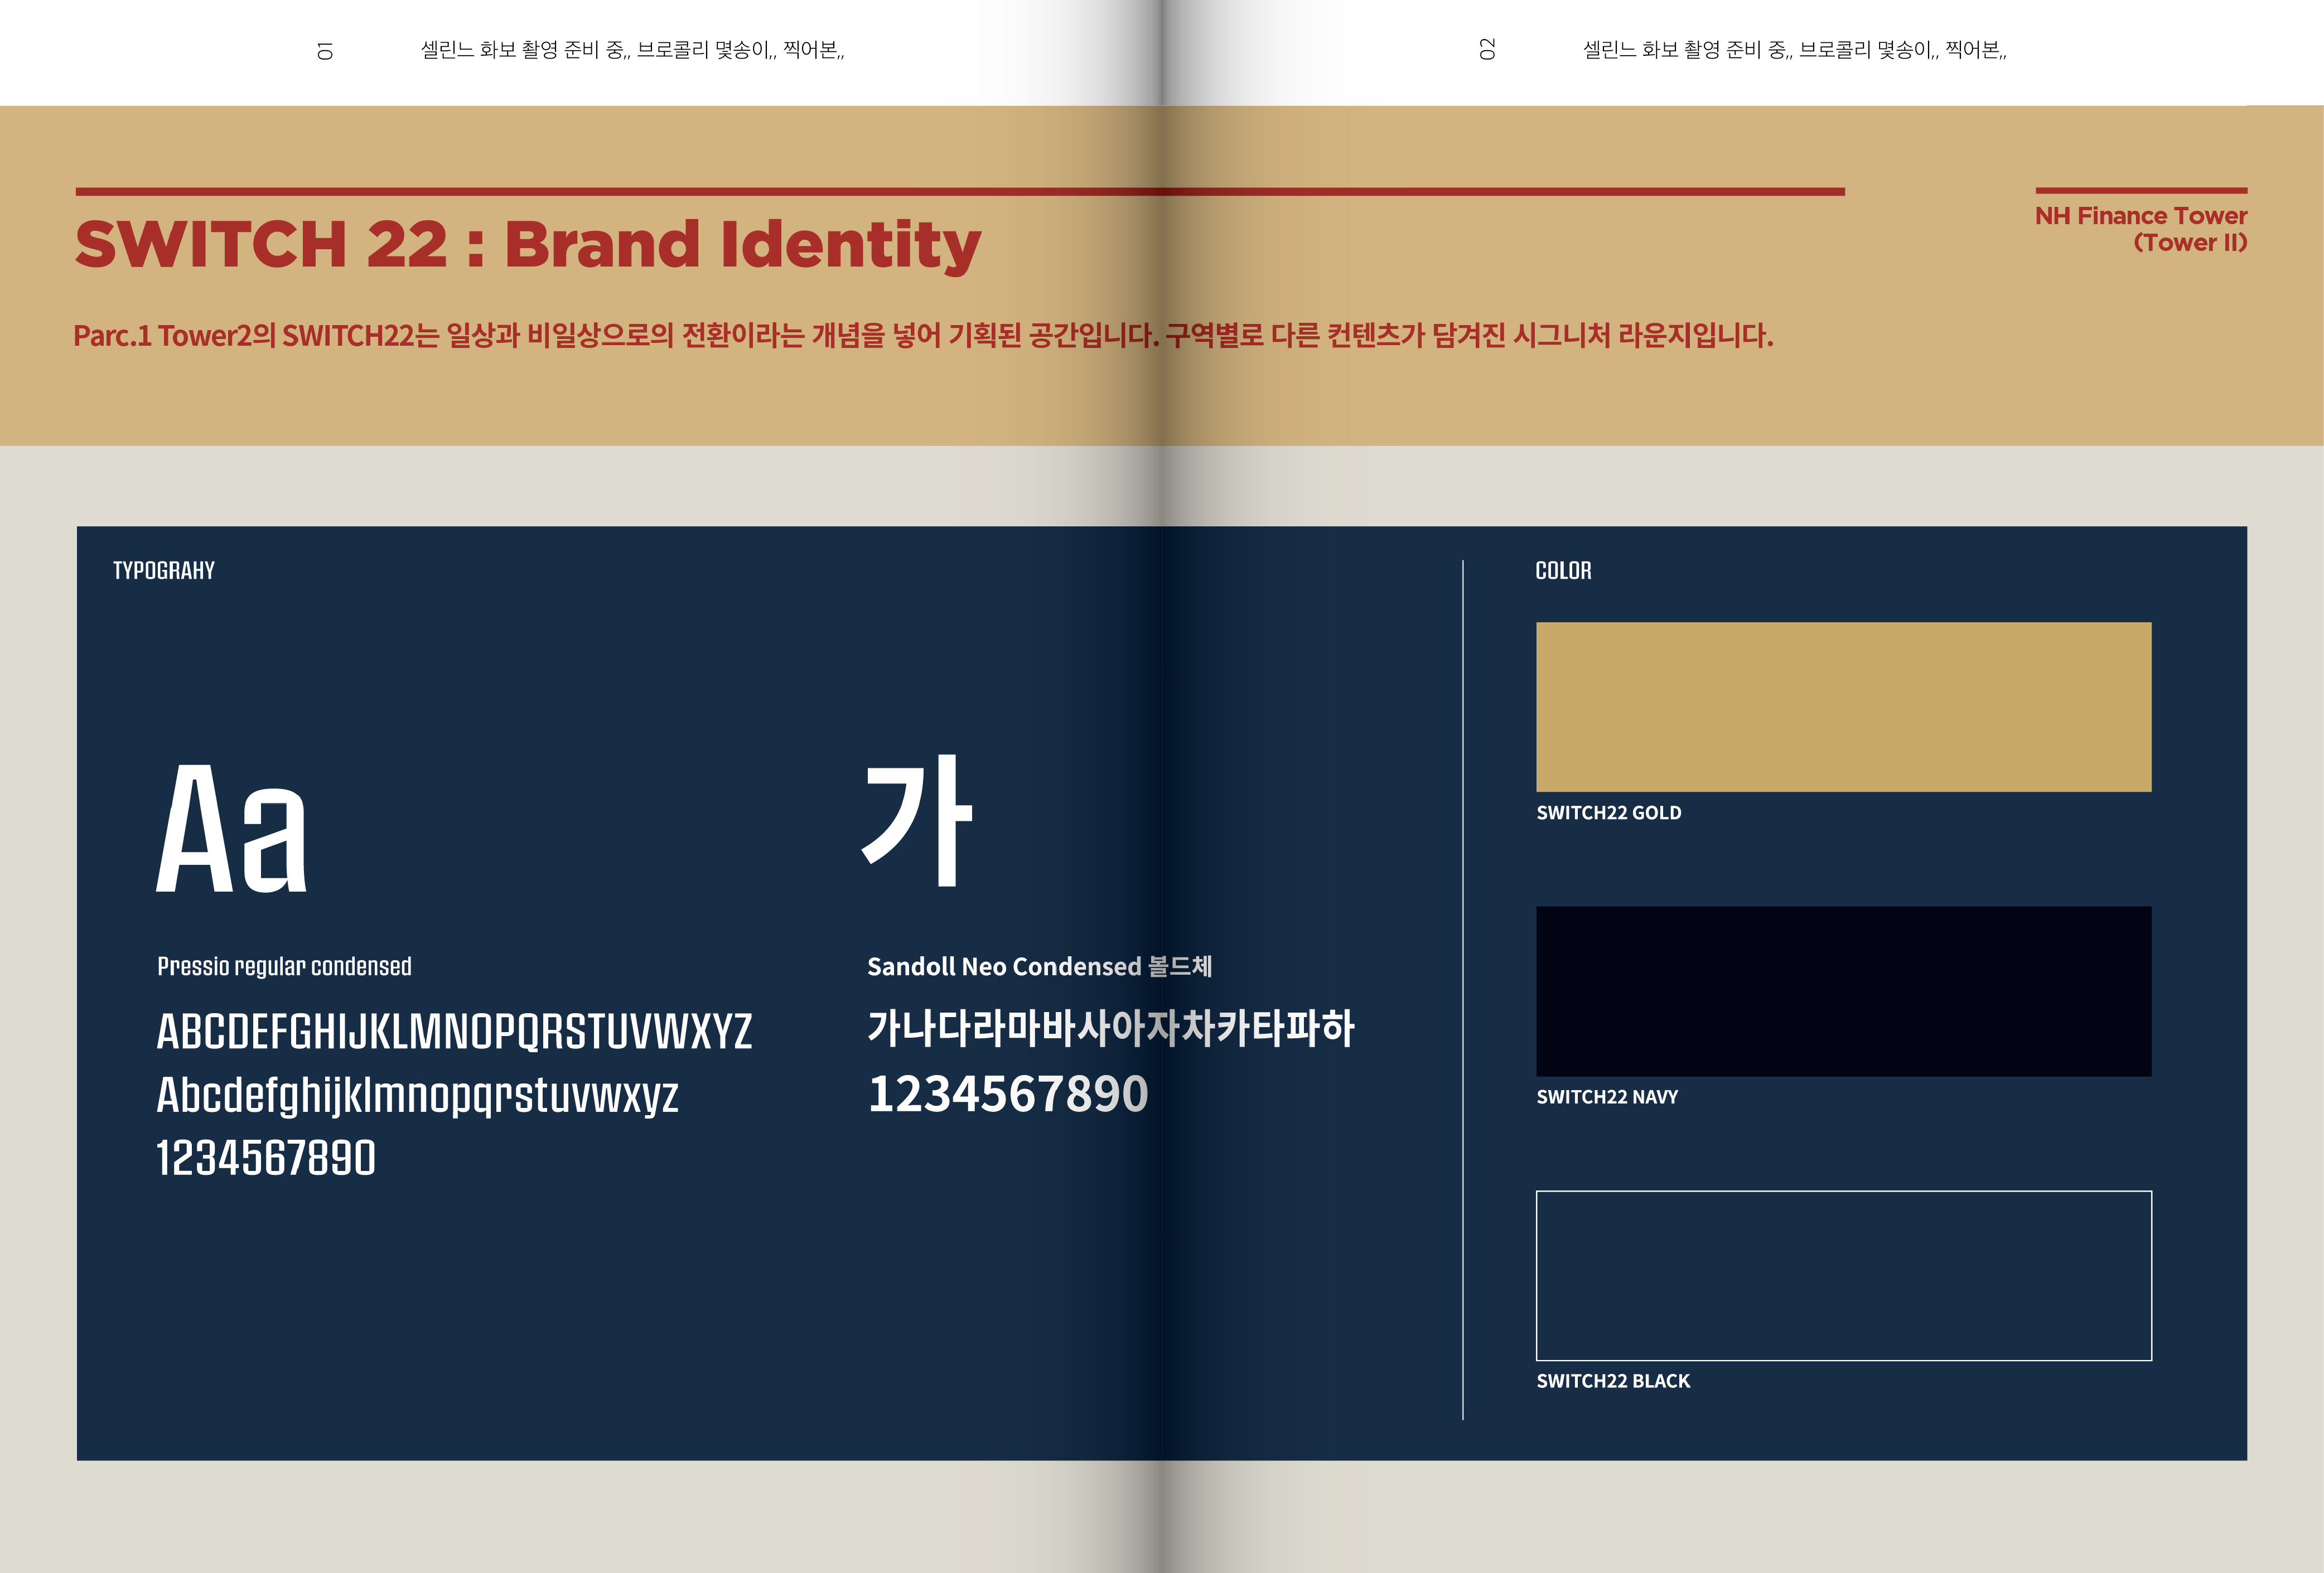 01
셀린느 화보 촬영 준비 중,, 브로콜리 몇송이,, 찍어본,,
02
셀린느 화보 촬영 준비 중,, 브로콜리 몇송이,, 찍어본,,
SWITCH 22 : Brand Identity
NH Finance Tower
(Tower II)
Parc.1 Tower2의 SWITCH22는 일상과 비일상으로의 전환이라는 개념을 넣어 기획된 공간입니다. 구역별로 다른 컨텐츠가 담겨진 시그니처 라운지입니다.
TYPOGRAHY
Aa
Pressio regular condensed
ABCDEFGHIJKLMNOPQRSTUVWXYZ
Abcdefghijklmnopqrstuvwxyz
1234567890
가
Sandoll Neo Condensed 볼드체
가나다라마바사아자차카타파하
1234567890
COLOR
SWITCH22 GOLD
SWITCH22 NAVY
SWITCH22 BLACK